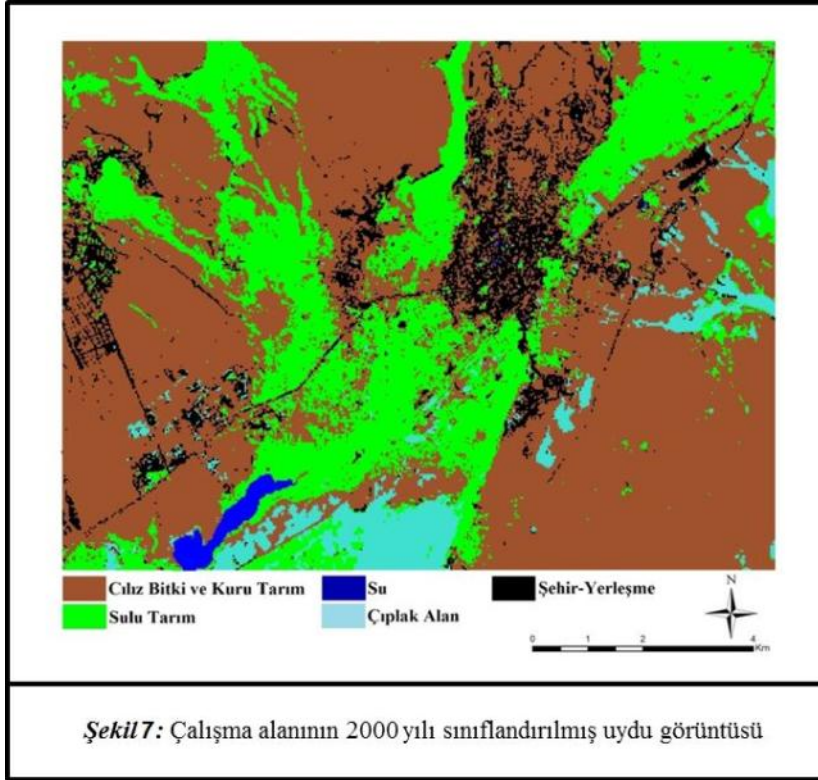 Cılız Bitki ve Kuru Tarım
Su
Şehir-Yerleşme
Sulu Tarım
Çıplak Alan
N
0 1 2 4
Km
Şekil 7: Çalışma alanının 2000 yılı sınıflandırılmış uydu görüntüsü